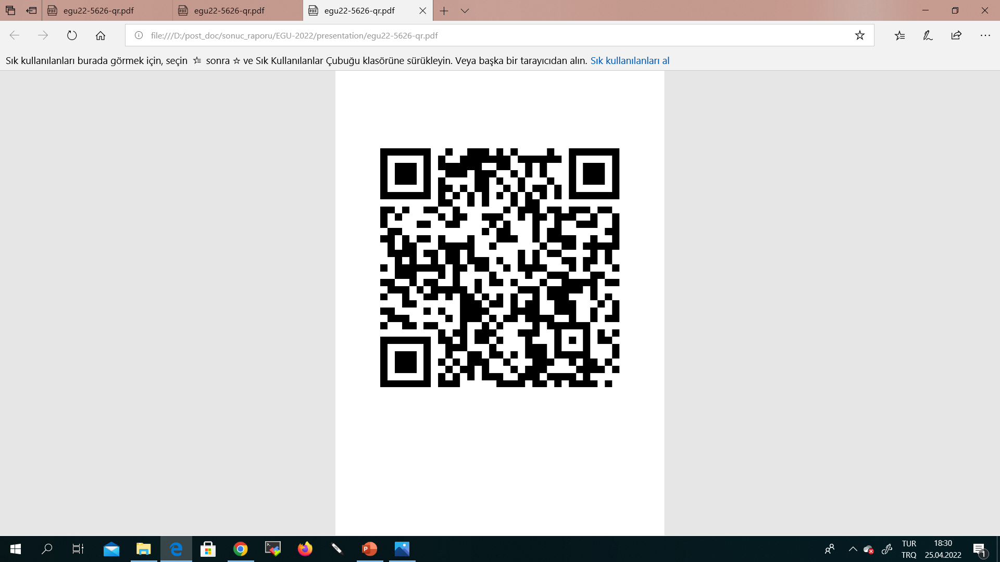 egu22-5626-qr.pdf
egu22-5626-qr.pdf
egu22-5626-qr.pdf
file:///D:/post_doc/sonuc_raporu/EGU-2022/presentation/egu22-5626-qr.pdf
Sık kullanılanları burada görmek için, seçin sonra ve Sık Kullanılanlar Çubuğu klasörüne sürükleyin. Veya başka bir tarayıcıdan alın. Sık kullanılanları al
TUR
TRQ
18:30
25.04.2022
1